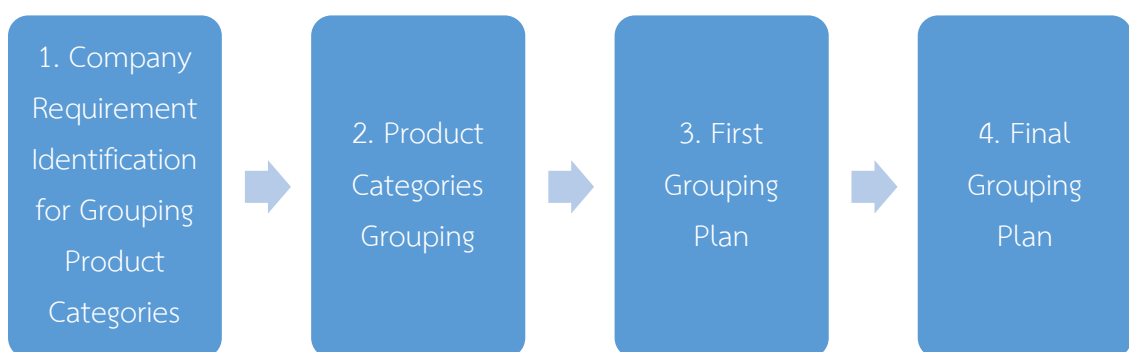 1. Company
Requirement
Identification
for Grouping
Product
Categories
2. Product
Categories
Grouping
3. First
Grouping
Plan
4. Final
Grouping
Plan